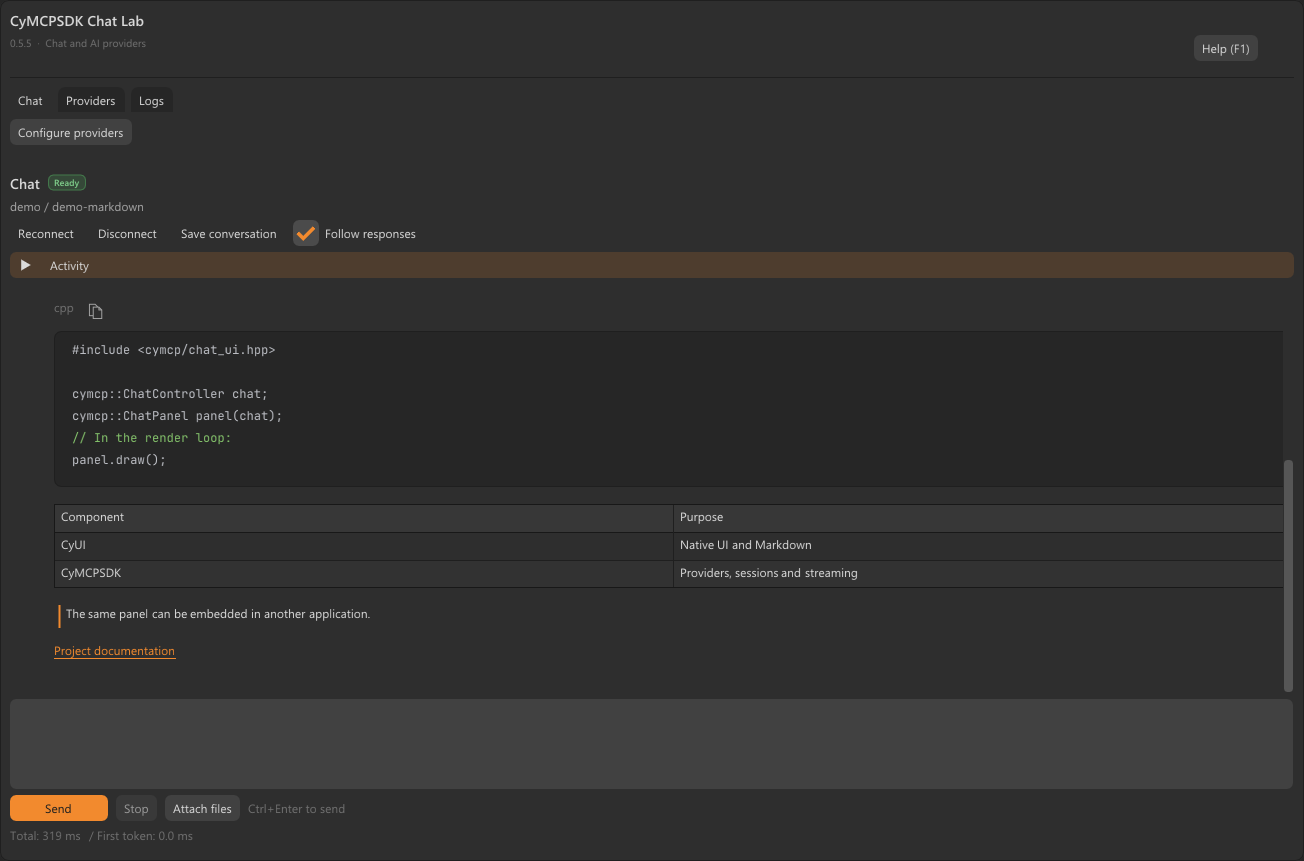 CyMCPSDK Chat Lab
0.5.5 · Chat and AI providers
Help (F1)
Chat Providers Logs
Configure providers
Chat Ready
demo / demo-markdown
Reconnect Disconnect Save conversation Follow responses
Activity
cpp
#include <cymcp/chat_ui.hpp>
cymcp::ChatController chat;
cymcp::ChatPanel panel(chat);
// In the render loop:
panel.draw();
Component Purpose
CyUI Native UI and Markdown
CyMCPSDK Providers, sessions and streaming
The same panel can be embedded in another application.
Project documentation
Send Stop Attach files Ctrl+Enter to send
Total: 319 ms / First token: 0.0 ms